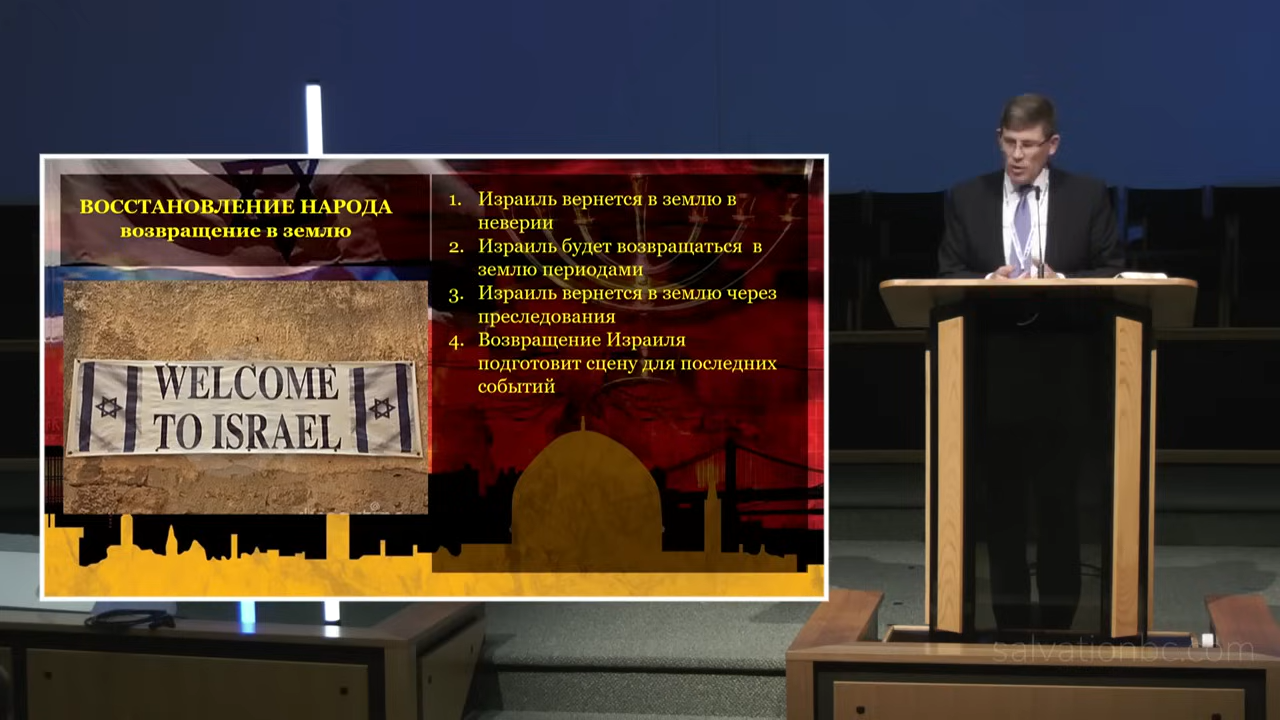 ВОССТАНОВЛЕНИЕ НАРОДА
возвращение в землю
WELCOME
TO ISRAEL
1. Израиль вернется в землю в
неверии
2. Израиль будет возвращаться в
землю периодами
3. Израиль вернется в землю через
преследования
4. Возвращение Израиля
подготовит сцену для последних
событий
salvationbc.com